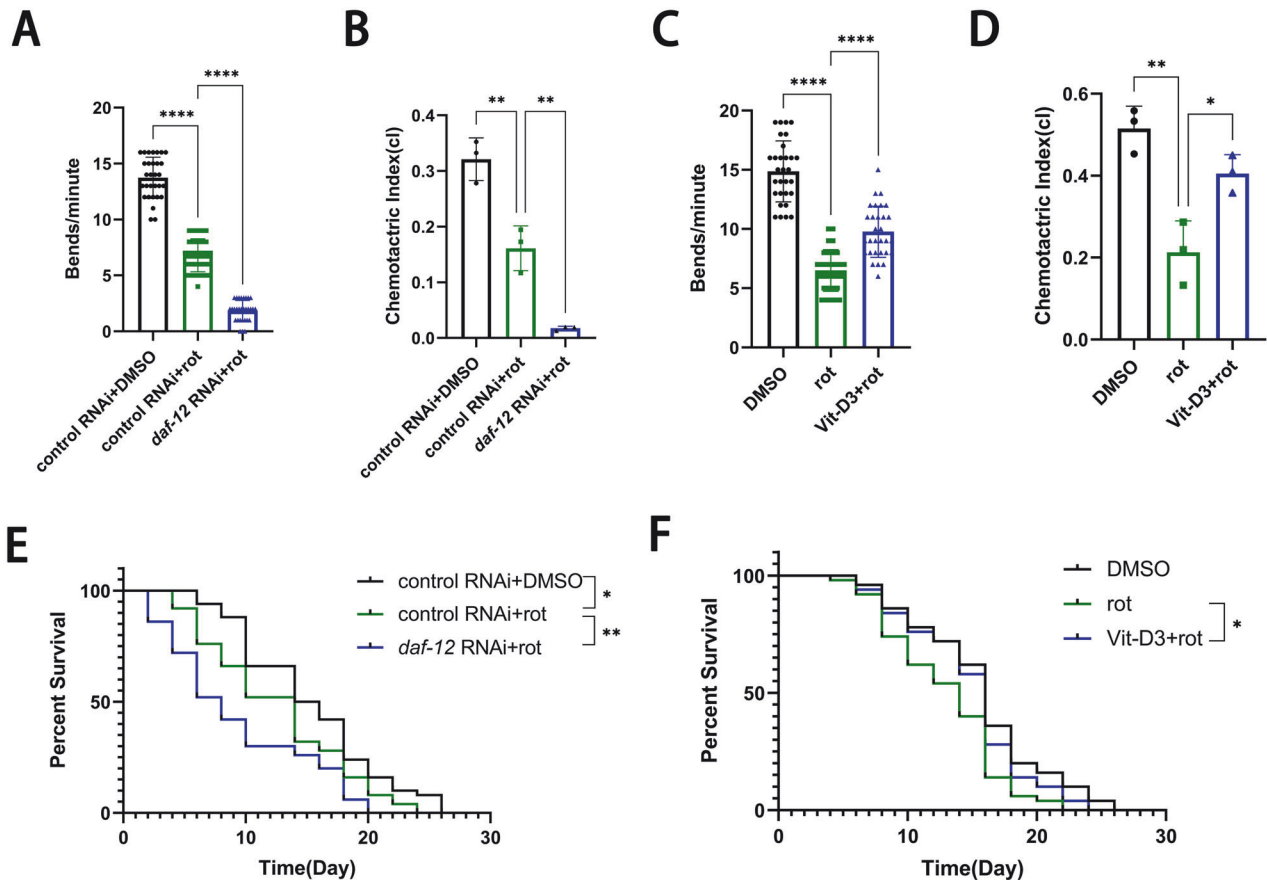 A
B
C
D
****
****
20
15
10
5
0
Bends/minute
control RNAi+DMSO
control RNAi+rot
daf-12 RNAi+rot
**
**
0.4
0.3
0.2
0.1
0.0
Chemotactric Index(cI)
control RNAi+DMSO
control RNAi+rot
daf-12 RNAi+rot
****
****
20
15
10
5
0
Bends/minute
DMSO
rot
Vit-D3+rot
**
*
0.6
0.4
0.2
0.0
Chemotactric Index(cI)
DMSO
rot
Vit-D3+rot
E
control RNAi+DMSO
control RNAi+rot
daf-12 RNAi+rot
*
**
100
50
0
Percent Survival
0 10 20 30
Time(Day)
F
DMSO
rot
Vit-D3+rot
*
100
50
0
Percent Survival
0 10 20 30
Time(Day)